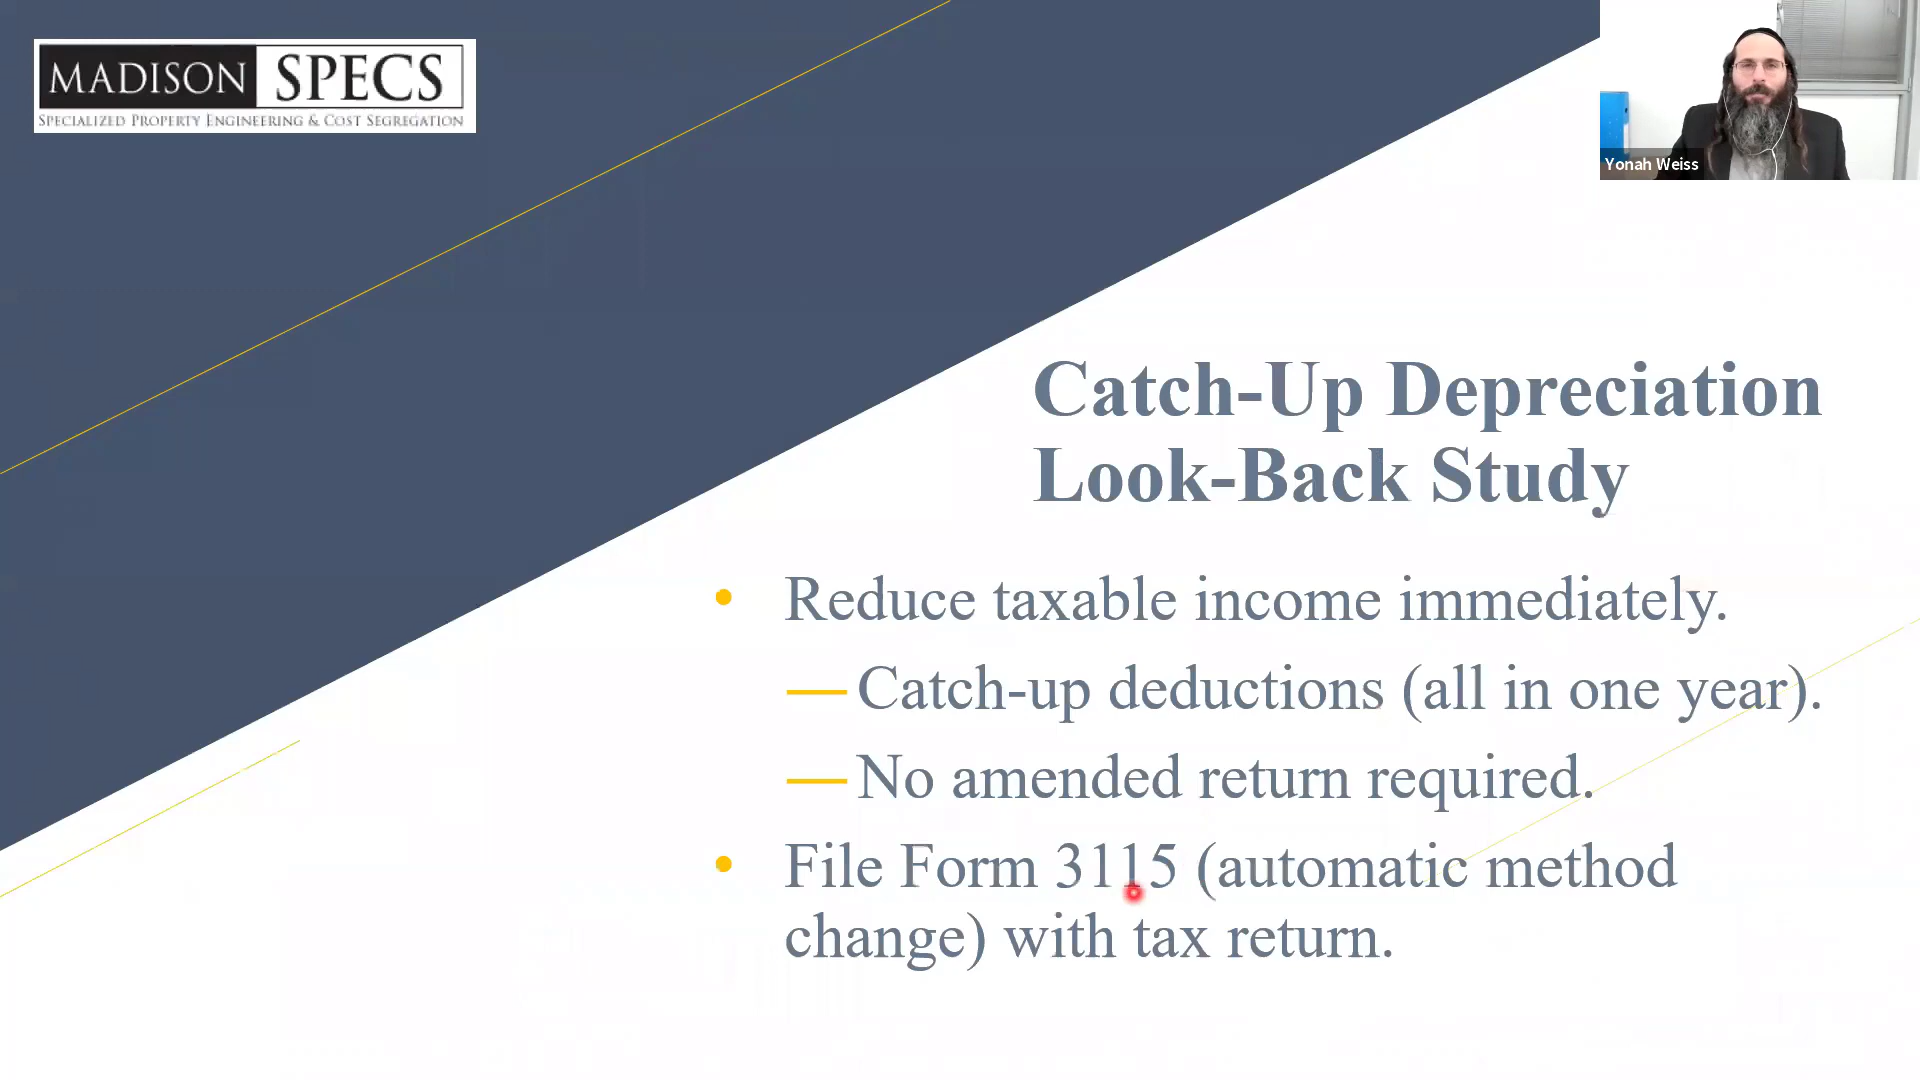 MADISON SPECS
SPECIALIZED PROPERTY ENGINEERING & COST SEGREGATION
Yonah Weiss
Catch-Up Depreciation
Look-Back Study
• Reduce taxable income immediately.
— Catch-up deductions (all in one year).
— No amended return required.
• File Form 3115 (automatic method
change) with tax return.